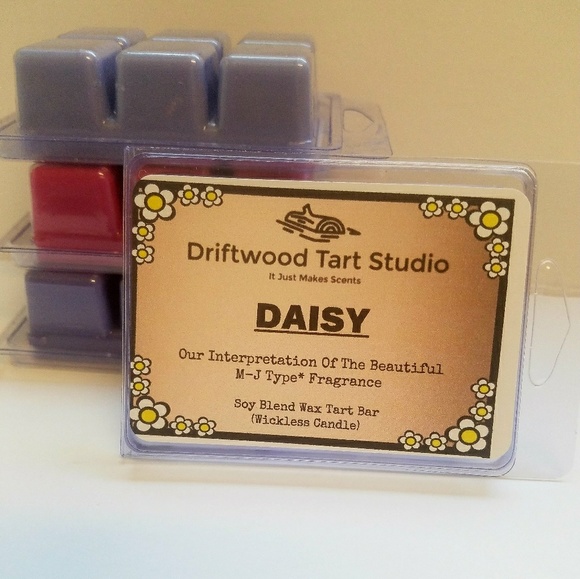 Driftwood Tart Studio
It Just Makes Scents
DAISY
Our Interpretation Of The Beautiful
M-J Type* Fragrance
Soy Blend Wax Tart Bar
(Wickless Candle)